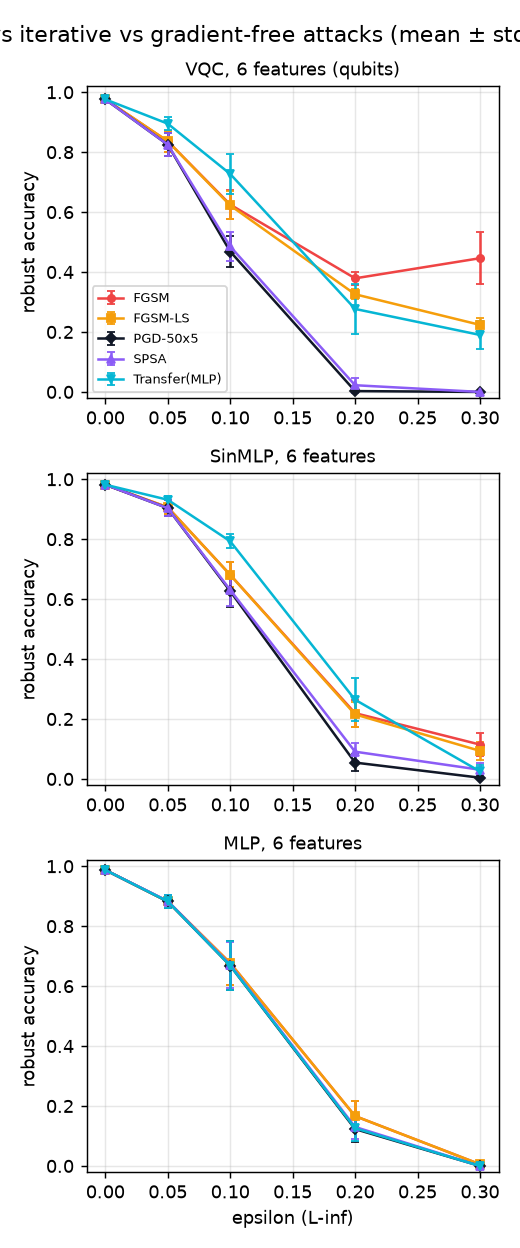 iterative vs gradient-free attacks (mean ±
VQC, 6 features (qubits)
1.0
0.8
0.6
0.4
0.2
0.0
robust accuracy
FGSM
FGSM-LS
PGD-50x5
SPSA
Transfer(MLP)
0.00 0.05 0.10 0.15 0.20 0.25 0.30
SinMLP, 6 features
1.0
0.8
0.6
0.4
0.2
0.0
robust accuracy
0.00 0.05 0.10 0.15 0.20 0.25 0.30
MLP, 6 features
1.0
0.8
0.6
0.4
0.2
0.0
robust accuracy
0.00 0.05 0.10 0.15 0.20 0.25 0.30
epsilon (L-inf)